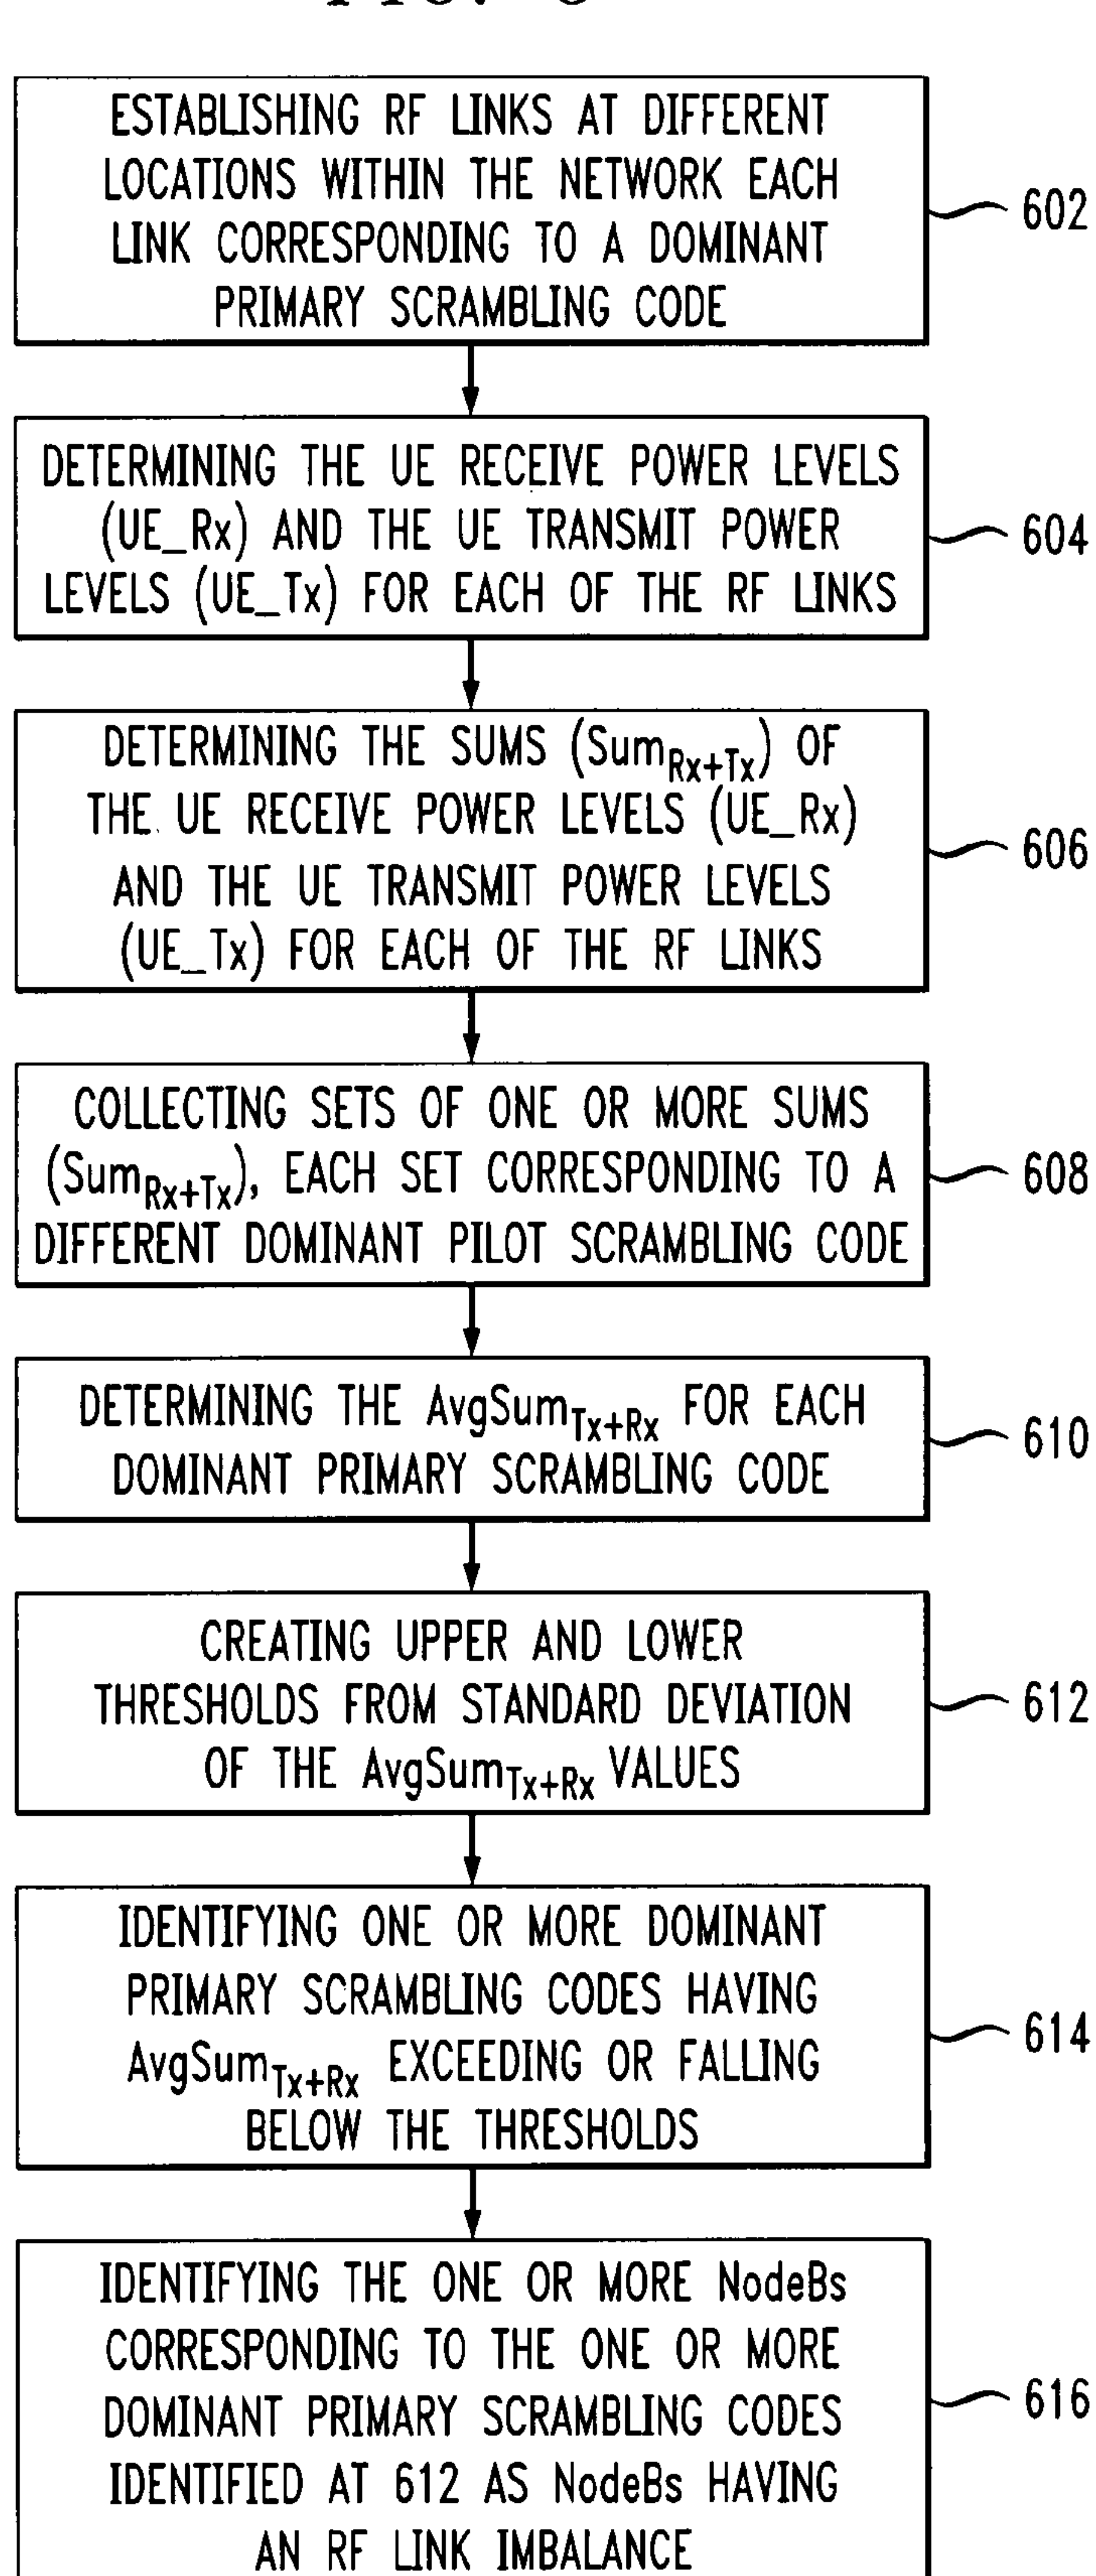 ESTABLISHING RF LINKS AT DIFFERENT
LOCATIONS WITHIN THE NETWORK EACH
LINK CORRESPONDING TO A DOMINANT
PRIMARY SCRAMBLING CODE
602
DETERMINING THE UE RECEIVE POWER LEVELS
(UE_Rx) AND THE UE TRANSMIT POWER
LEVELS (UE_Tx) FOR EACH OF THE RF LINKS
604
DETERMINING THE SUMS (SumRx+Tx) OF
THE UE RECEIVE POWER LEVELS (UE_Rx)
AND THE UE TRANSMIT POWER LEVELS
(UE_Tx) FOR EACH OF THE RF LINKS
606
COLLECTING SETS OF ONE OR MORE SUMS
(SumRx+Tx), EACH SET CORRESPONDING TO A
DIFFERENT DOMINANT PILOT SCRAMBLING CODE
608
DETERMINING THE AvgSumTx+Rx FOR EACH
DOMINANT PRIMARY SCRAMBLING CODE
610
CREATING UPPER AND LOWER
THRESHOLDS FROM STANDARD DEVIATION
OF THE AvgSumTx+Rx VALUES
612
IDENTIFYING ONE OR MORE DOMINANT
PRIMARY SCRAMBLING CODES HAVING
AvgSumTx+Rx EXCEEDING OR FALLING
BELOW THE THRESHOLDS
614
IDENTIFYING THE ONE OR MORE NodeBs
CORRESPONDING TO THE ONE OR MORE
DOMINANT PRIMARY SCRAMBLING CODES
IDENTIFIED AT 612 AS NodeBs HAVING
AN RF LINK IMBALANCE
616